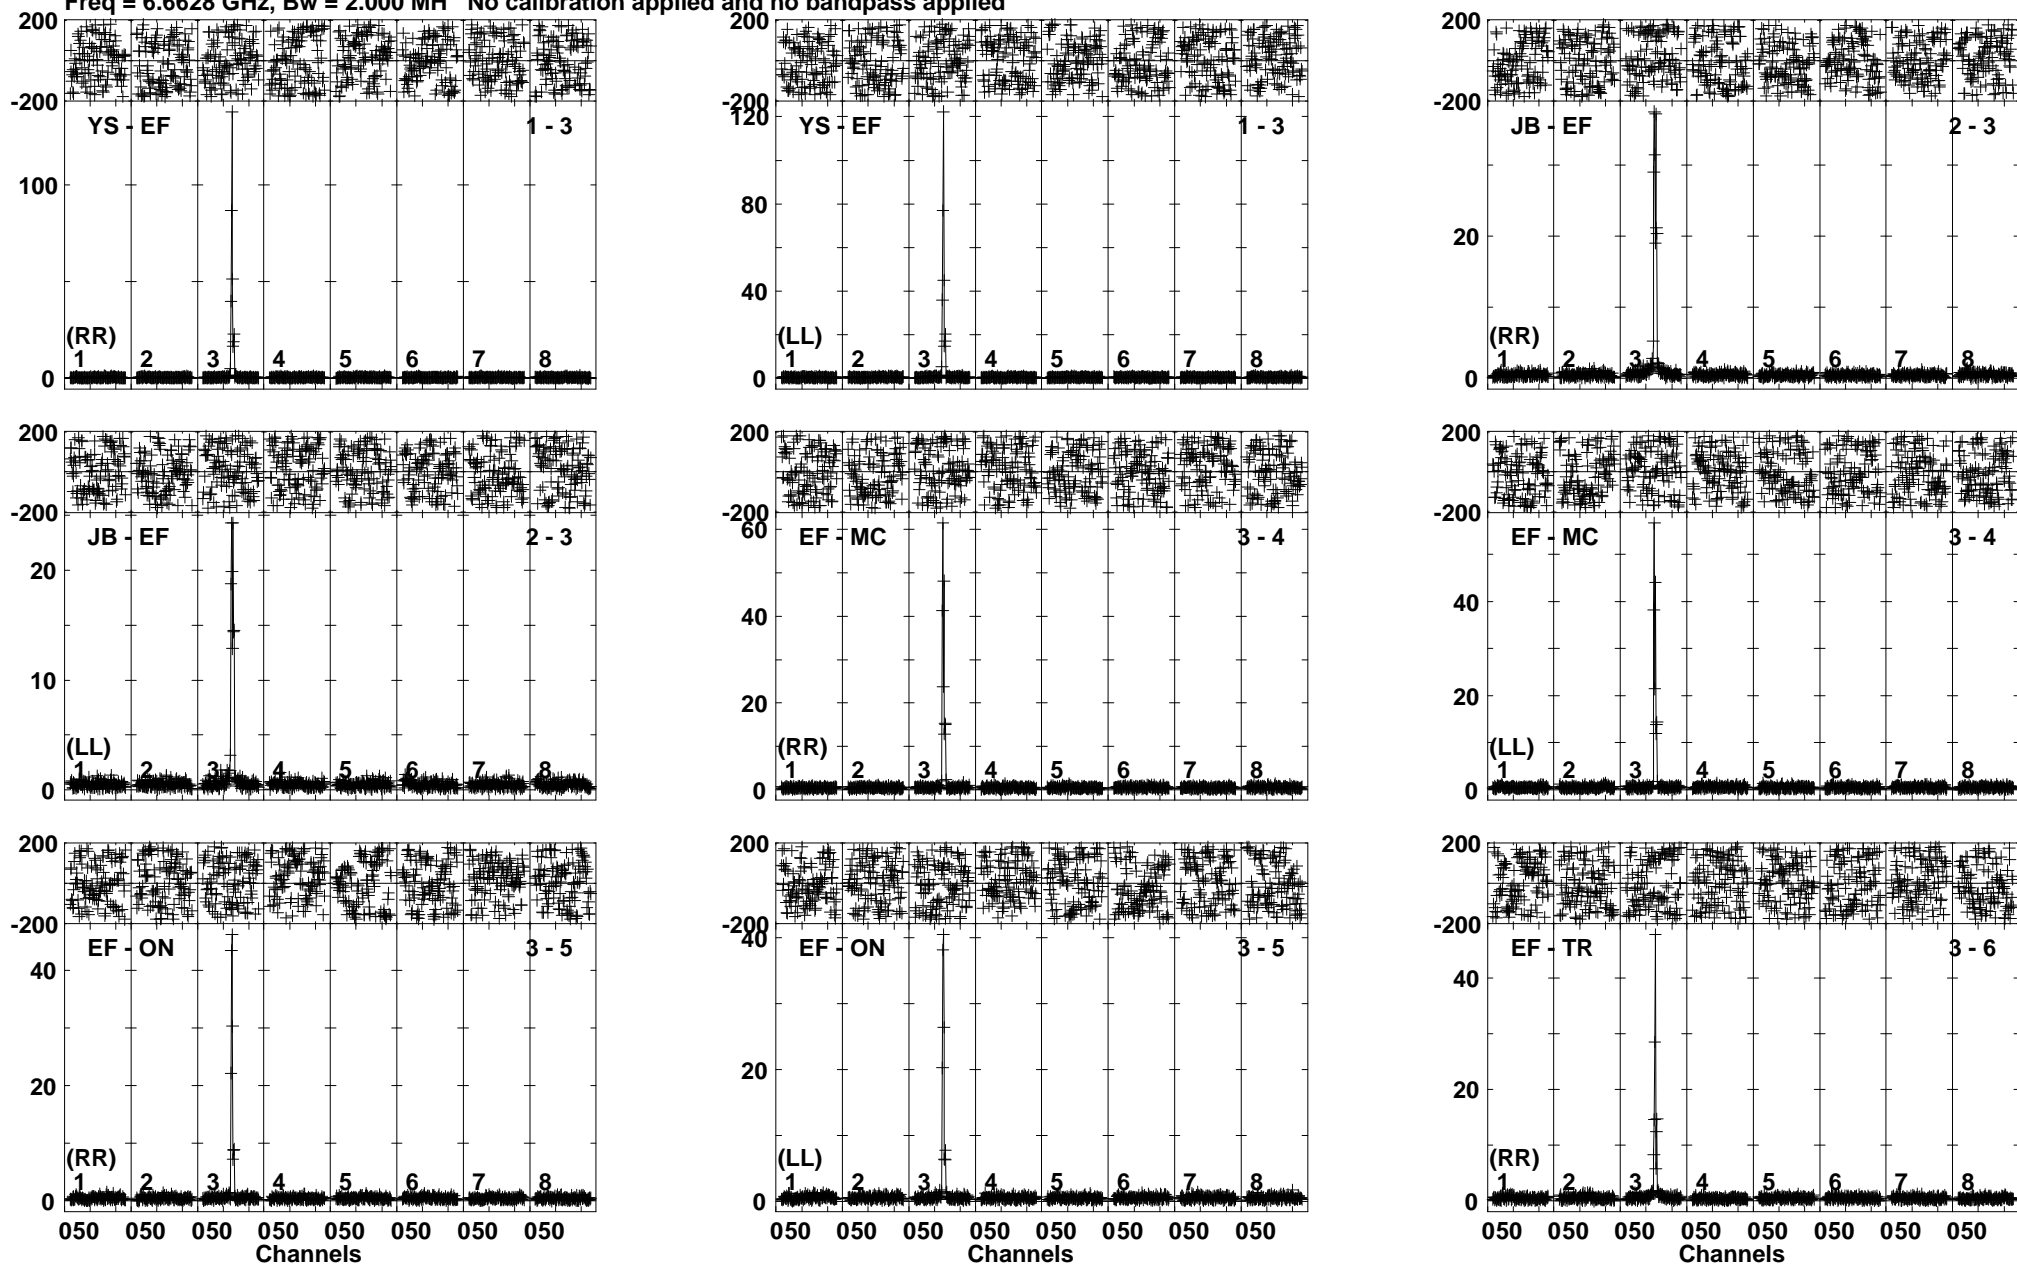 Freq = 6.6628 GHz, Bw = 2.000 MH No calibration applied and no bandpass applied
200
-200
YS - EF 1 - 3
100
0
(RR)
1 2 3 4 5 6 7 8
200
-200
120
YS - EF 1 - 3
80
40
0
(LL)
1 2 3 4 5 6 7 8
200
-200
JB - EF 2 - 3
20
0
(RR)
1 2 3 4 5 6 7 8
200
-200
JB - EF 2 - 3
20
10
0
(LL)
1 2 3 4 5 6 7 8
200
-200
60
EF - MC 3 - 4
40
20
0
(RR)
1 2 3 4 5 6 7 8
200
-200
EF - MC 3 - 4
40
20
0
(LL)
1 2 3 4 5 6 7 8
200
-200
EF - ON 3 - 5
40
20
0
(RR)
1 2 3 4 5 6 7 8
050 050 050 050 050 050 050 050
Channels
200
-200
40
EF - ON 3 - 5
20
0
(LL)
1 2 3 4 5 6 7 8
050 050 050 050 050 050 050 050
Channels
200
-200
EF - TR 3 - 6
40
20
0
(RR)
1 2 3 4 5 6 7 8
050 050 050 050 050 050 050 050
Channels